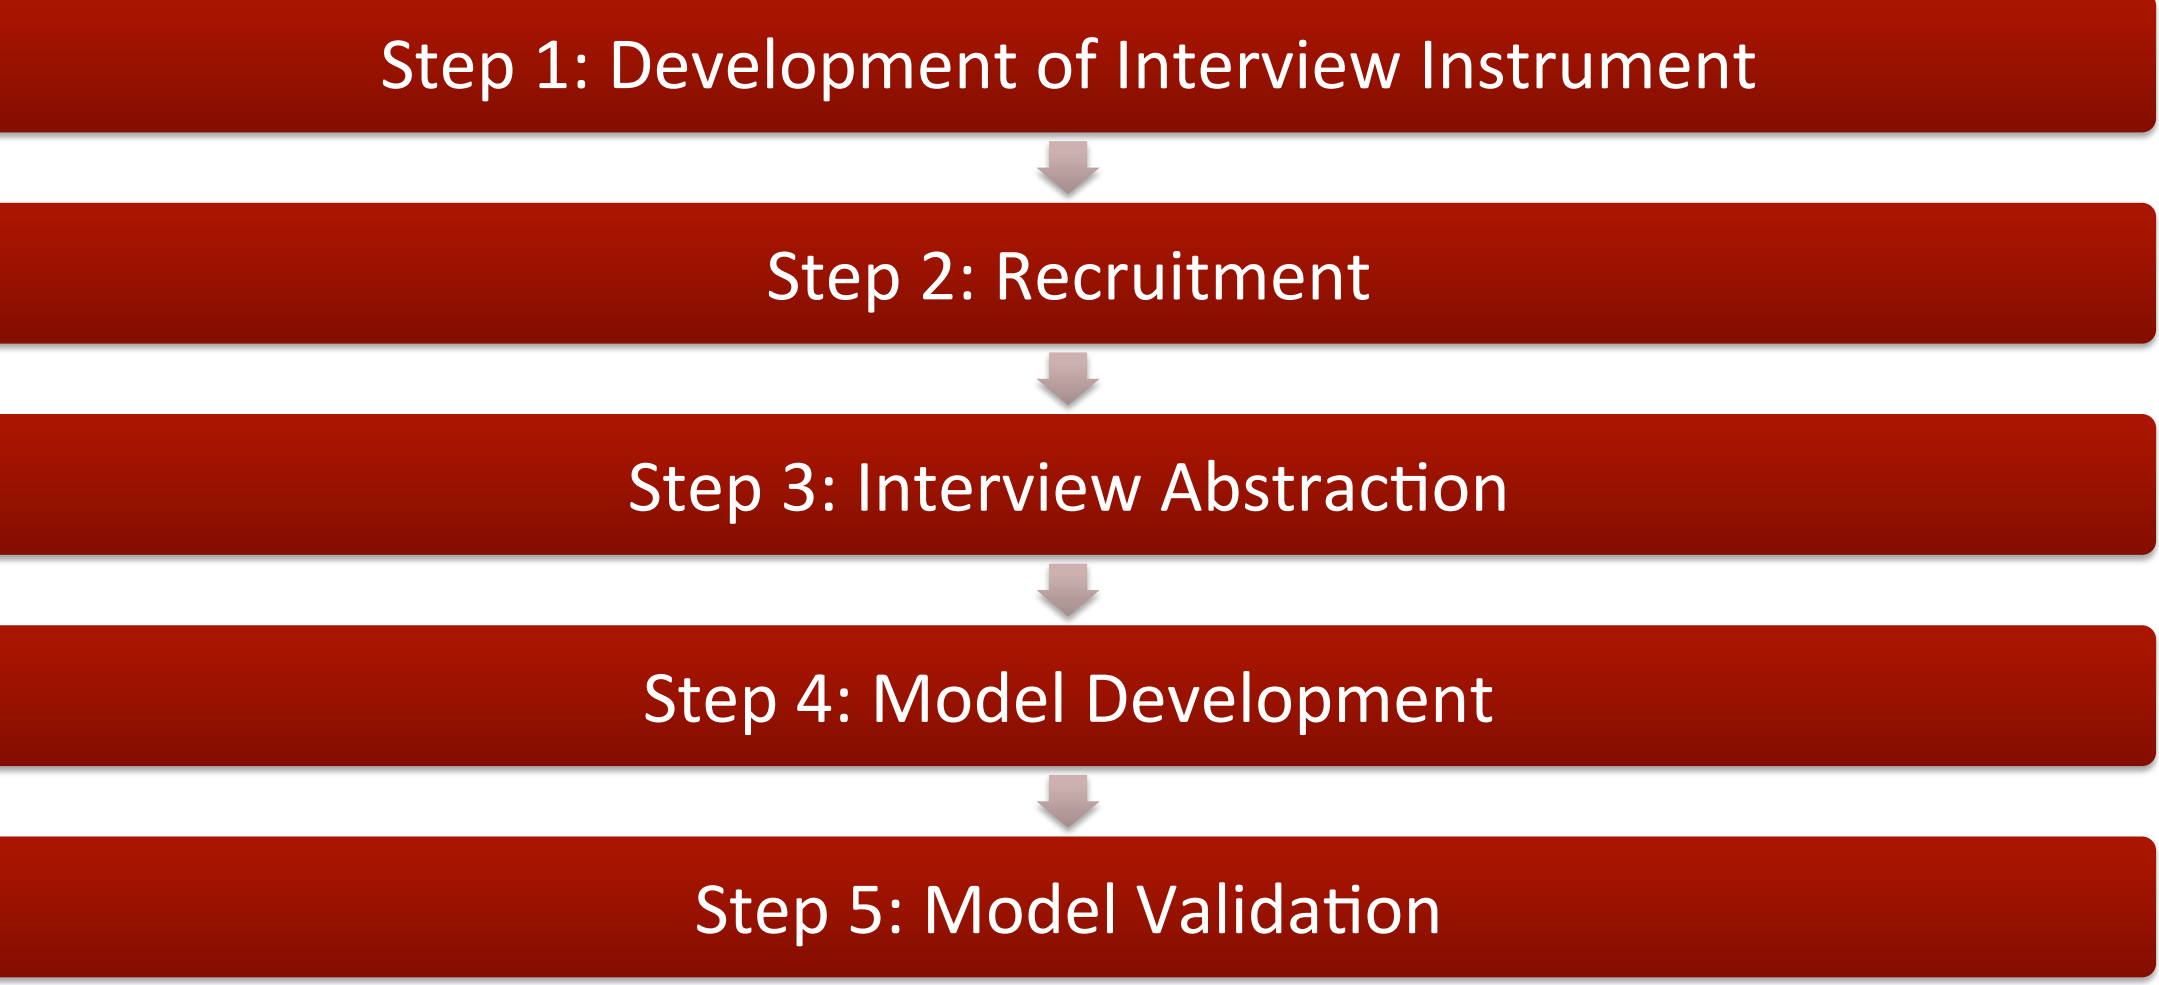 Step 1: Development of Interview Instrument
Step 2: Recruitment
Step 3: Interview Abstraction
Step 4: Model Development
Step 5: Model Validation